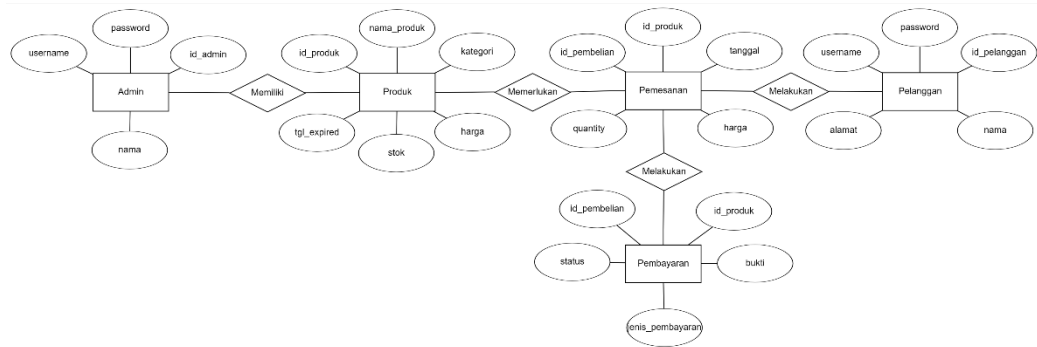 password
username
id_admin
Admin
nama
Memiliki
nama_produk
id_produk
kategori
Produk
tgl_expired
stok
harga
Memerlukan
id_produk
id_pembelian
tanggal
Pemesanan
quantity
harga
Melakukan
password
username
id_pelanggan
Pelanggan
alamat
nama
Melakukan
id_pembelian
id_produk
status
Pembayaran
bukti
jenis_pembayaran